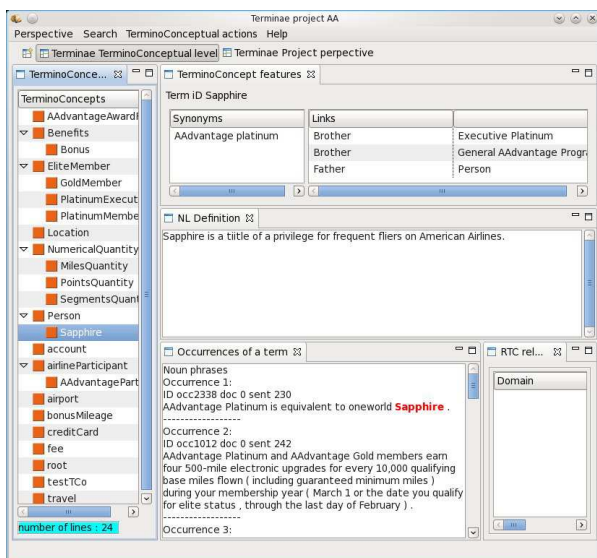 Terminae project AA
Perspective Search TerminoConceptual actions Help
Terminae TerminoConceptual level Terminae Project perpective
TerminoConce...
TerminoConcepts
AAdvantageAward
Benefits
Bonus
EliteMember
GoldMember
PlatinumExecut
PlatinumMembe
Location
NumericalQuantity
MilesQuantity
PointsQuantity
SegmentsQuant
Person
Sapphire
account
airlineParticipant
AAdvantagePart
airport
bonusMileage
creditCard
fee
root
testTCo
travel
number of lines : 24
TerminoConcept features
Term iD Sapphire
Synonyms Links
AAdvantage platinum Brother Executive Platinum
Brother General AAdvantage Progra
Father Person
NL Definition
Sapphire is a tiitle of a privilege for frequent fliers on American Airlines.
Occurrences of a term
Noun phrases
Occurrence 1:
ID occ2338 doc 0 sent 230
AAdvantage Platinum is equivalent to oneworld Sapphire .
------------------
Occurrence 2:
ID occ1012 doc 0 sent 242
AAdvantage Platinum and AAdvantage Gold members earn
four 500-mile electronic upgrades for every 10,000 qualifying
base miles flown ( including guaranteed minimum miles )
during your membership year ( March 1 or the date you qualify
for elite status , through the last day of February ) .
------------------
Occurrence 3:
RTC rel...
Domain